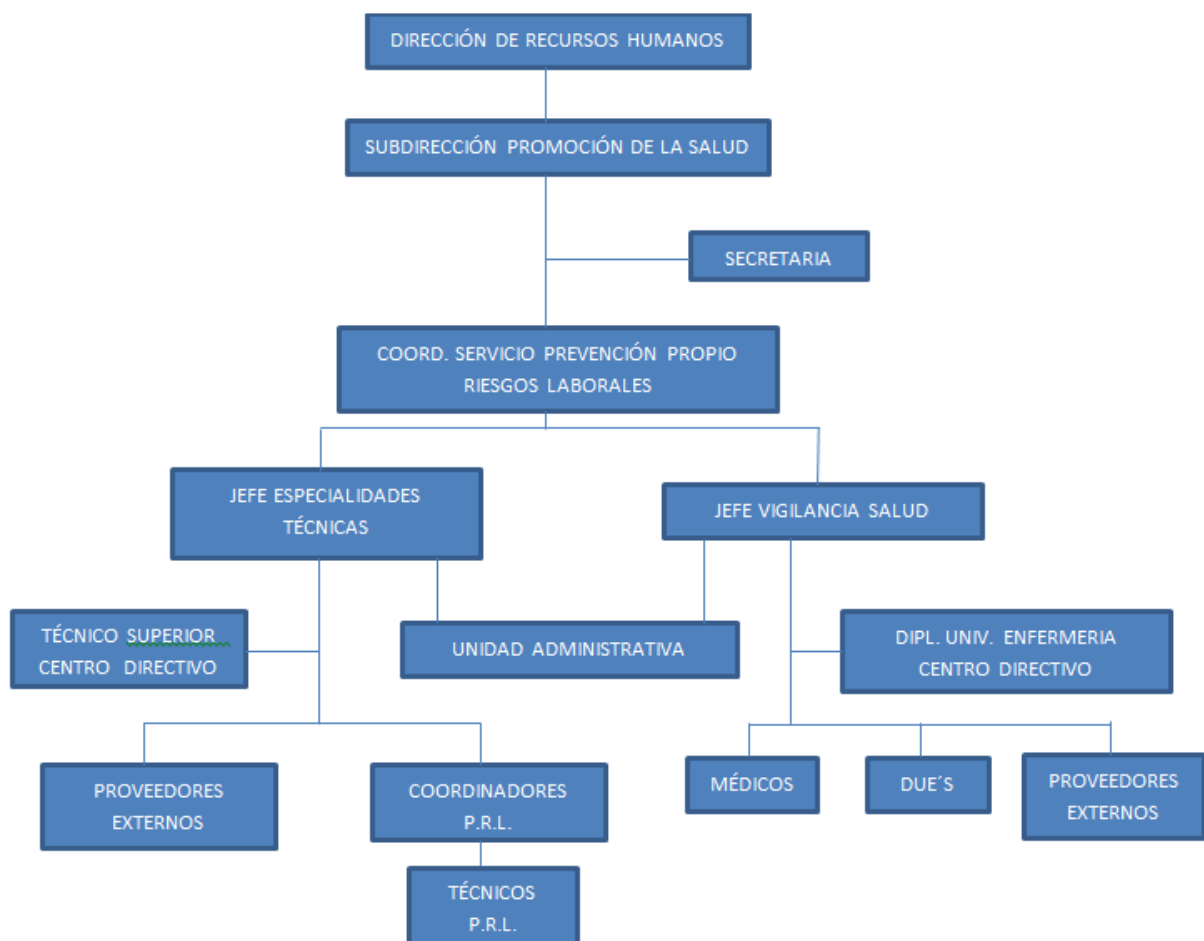 DIRECCIÓN DE RECURSOS HUMANOS
SUBDIRECCIÓN PROMOCIÓN DE LA SALUD
SECRETARIA
COORD. SERVICIO PREVENCIÓN PROPIO
RIESGOS LABORALES
JEFE ESPECIALIDADES
TÉCNICAS
JEFE VIGILANCIA SALUD
TÉCNICO SUPERIOR
CENTRO DIRECTIVO
UNIDAD ADMINISTRATIVA
DIPL. UNIV. ENFERMERIA
CENTRO DIRECTIVO
PROVEEDORES
EXTERNOS
COORDINADORES
P.R.L.
MÉDICOS
DUE´S
PROVEEDORES
EXTERNOS
TÉCNICOS
P.R.L.